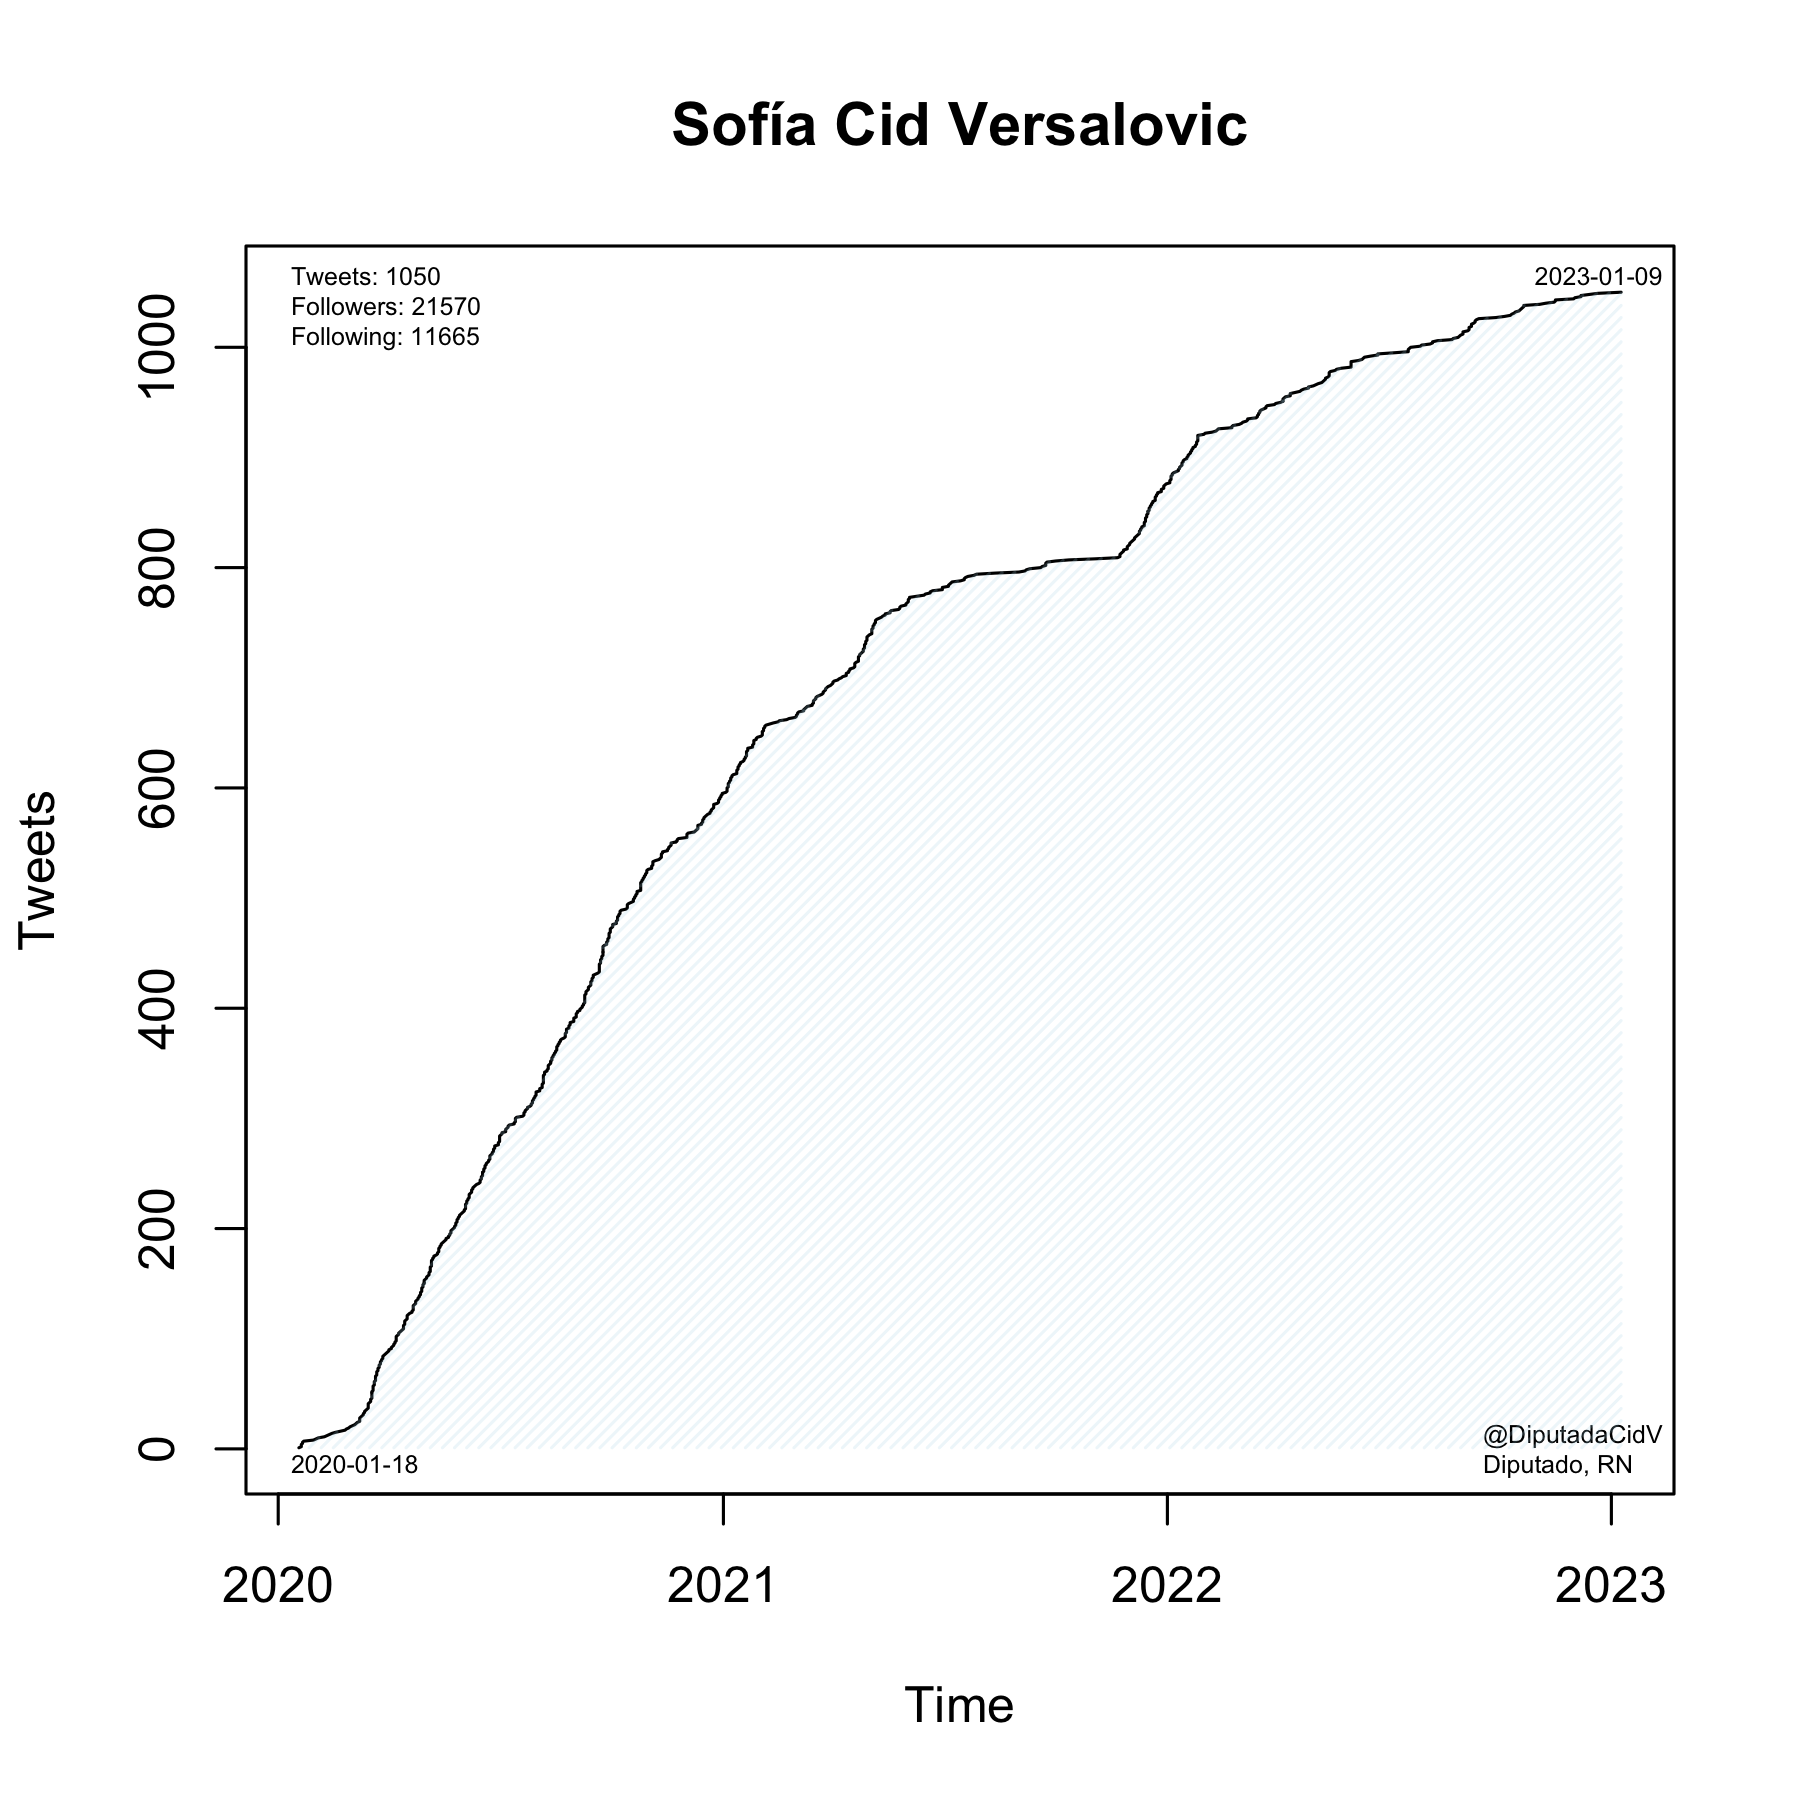 Sofía Cid Versalovic
Tweets: 1050
Followers: 21570
Following: 11665
2023-01-09
1000
800
600
400
200
0
Tweets
2020-01-18
@DiputadaCidV
Diputado, RN
2020
2021
2022
2023
Time